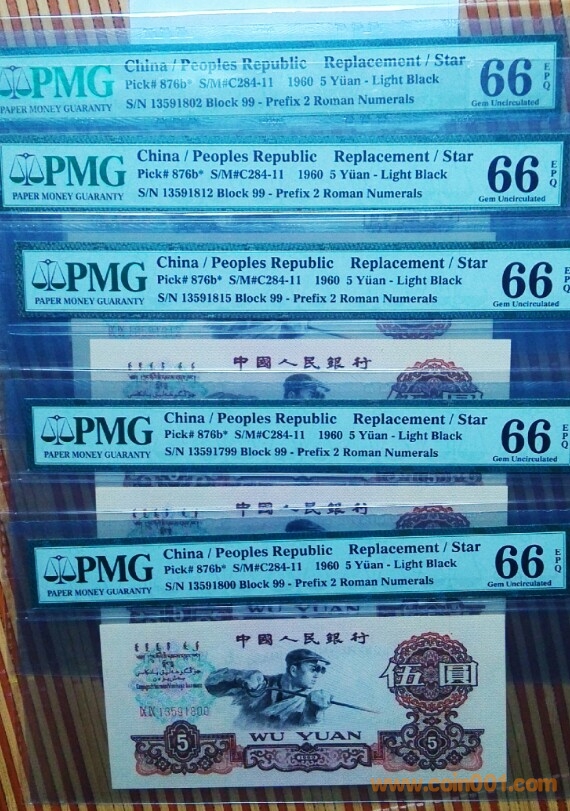 PMG
PAPER MONEY GUARANTY
China / Peoples Republic Replacement / Star
Pick# 876b* S/M#C284-11 1960 5 Yüan - Light Black
S/N 13591802 Block 99 - Prefix 2 Roman Numerals
66 EPQ
Gem Uncirculated
PMG
PAPER MONEY GUARANTY
China / Peoples Republic Replacement / Star
Pick# 876b* S/M#C284-11 1960 5 Yüan - Light Black
S/N 13591812 Block 99 - Prefix 2 Roman Numerals
66 EPQ
Gem Uncirculated
PMG
PAPER MONEY GUARANTY
China / Peoples Republic Replacement / Star
Pick# 876b* S/M#C284-11 1960 5 Yüan - Light Black
S/N 13591815 Block 99 - Prefix 2 Roman Numerals
66 EPQ
Gem Uncirculated
中國人民銀行
PMG
PAPER MONEY GUARANTY
China / Peoples Republic Replacement / Star
Pick# 876b* S/M#C284-11 1960 5 Yüan - Light Black
S/N 13591799 Block 99 - Prefix 2 Roman Numerals
66 EPQ
Gem Uncirculated
中國人民銀行
PMG
PAPER MONEY GUARANTY
China / Peoples Republic Replacement / Star
Pick# 876b* S/M#C284-11 1960 5 Yüan - Light Black
S/N 13591800 Block 99 - Prefix 2 Roman Numerals
66 EPQ
Gem Uncirculated
WU YUAN
中國人民銀行
伍圓
13591800
WU YUAN
5
5
www.coin001.com